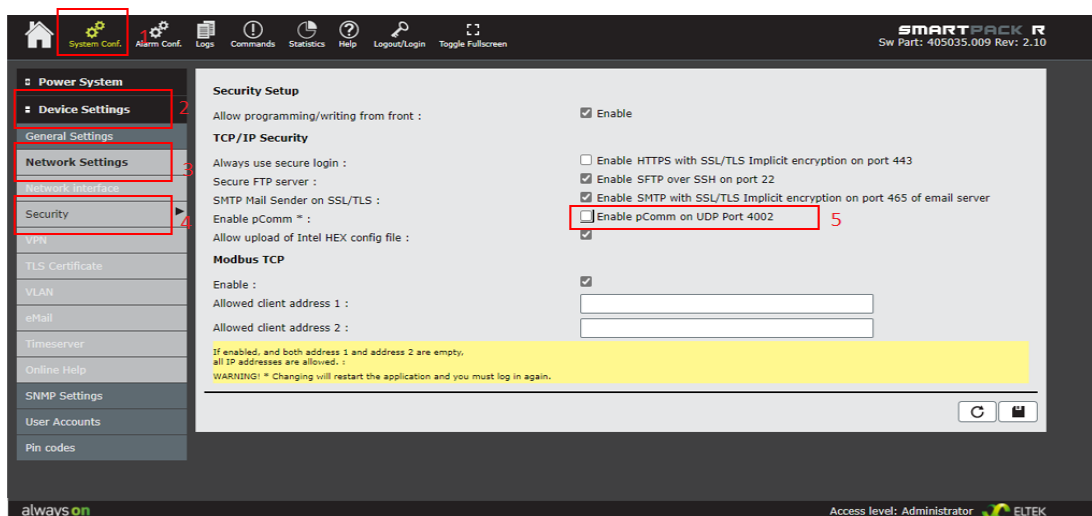 System Conf.
1
Alarm Conf.
Logs
Commands
Statistics
Help
Logout/Login
Toggle Fullscreen
SMARTPACK R
Sw Part: 405035.009 Rev: 2.10
Power System
Device Settings
2
General Settings
Network Settings
3
Network Interface
Security
4
VPN
TLS Certificate
VLAN
eMail
Timeserver
Online Help
SNMP Settings
User Accounts
Pin codes
Security Setup
Allow programming/writing from front : Enable
TCP/IP Security
Always use secure login : Enable HTTPS with SSL/TLS Implicit encryption on port 443
Secure FTP server : Enable SFTP over SSH on port 22
SMTP Mail Sender on SSL/TLS : Enable SMTP with SSL/TLS Implicit encryption on port 465 of email server
Enable pComm * : Enable pComm on UDP Port 4002 5
Allow upload of Intel HEX config file :
Modbus TCP
Enable :
Allowed client address 1 :
Allowed client address 2 :
If enabled, and both address 1 and address 2 are empty,
all IP addresses are allowed. :
WARNING! * Changing will restart the application and you must log in again.
always on
Access level: Administrator
ELTEK